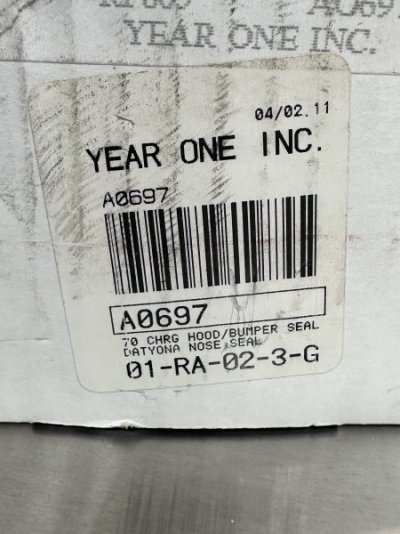 A0697
YEAR ONE INC.
04/02.11
YEAR ONE INC.
A0697
A0697
70 CHRG HOOD/BUMPER SEAL
DATYONA NOSE SEAL
01-RA-02-3-G